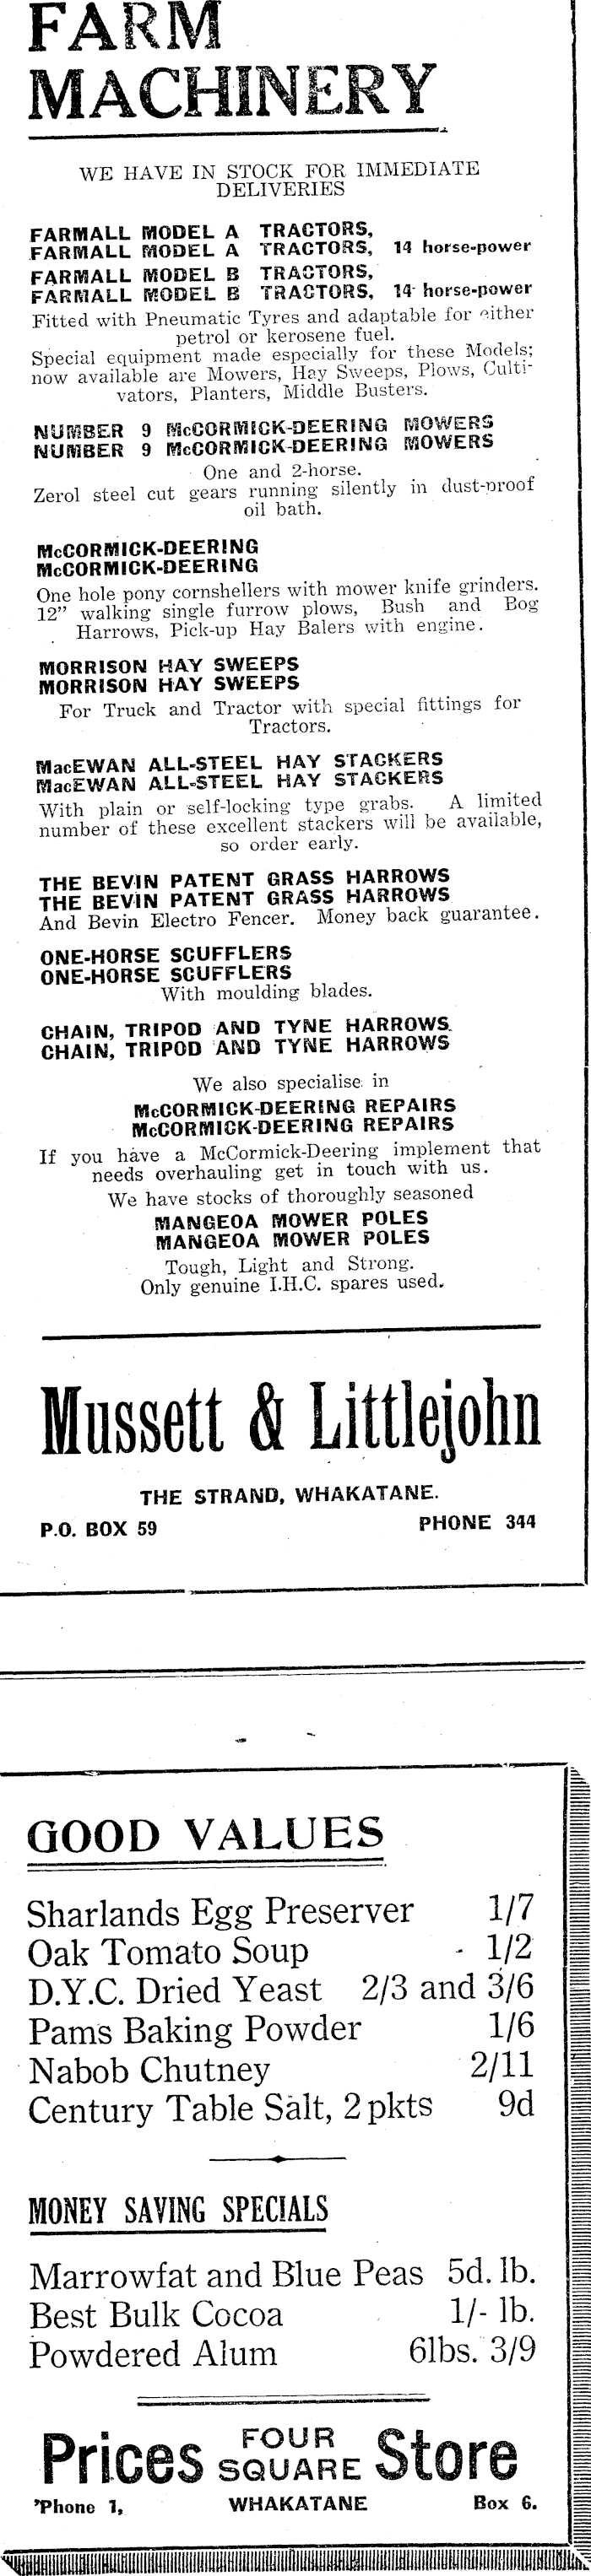 FARM
MACHINERY
WE HAVE IN STOCK FOR IMMEDIATE
DELIVERIES
FARMALL MODEL A TRACTORS,
FARMALL MODEL A TRACTORS, 14 horse-power
FARMALL MODEL B TRACTORS,
FARMALL MODEL B TRACTORS, 14 horse-power
Fitted with Pneumatic Tyres and adaptable for either
petrol or kerosene fuel.
Special equipment made especially for these Models;
now available are Mowers, Hay Sweeps, Plows, Culti-
vators, Planters, Middle Busters.
NUMBER 9 McCORMICK-DEERING MOWERS
NUMBER 9 McCORMICK-DEERING MOWERS
One and 2-horse.
Zerol steel cut gears running silently in dust-proof
oil bath.
McCORMICK-DEERING
McCORMICK-DEERING
One hole pony cornshellers with mower knife grinders.
12” walking single furrow plows, Bush and Bog
Harrows, Pick-up Hay Balers with engine.
MORRISON HAY SWEEPS
MORRISON HAY SWEEPS
For Truck and Tractor with special fittings for
Tractors.
MacEWAN ALL-STEEL HAY STACKERS
MacEWAN ALL-STEEL HAY STACKERS
With plain or self-locking type grabs. A limited
number of these excellent stackers will be available,
so order early.
THE BEVIN PATENT GRASS HARROWS
THE BEVIN PATENT GRASS HARROWS
And Bevin Electro Fencer. Money back guarantee.
ONE-HORSE SCUFFLERS
ONE-HORSE SCUFFLERS
With moulding blades.
CHAIN, TRIPOD AND TYNE HARROWS.
CHAIN, TRIPOD AND TYNE HARROWS
We also specialise in
McCORMICK-DEERING REPAIRS
McCORMICK-DEERING REPAIRS
If you have a McCormick-Deering implement that
needs overhauling get in touch with us.
We have stocks of thoroughly seasoned
MANGEOA MOWER POLES
MANGEOA MOWER POLES
Tough, Light and Strong.
Only genuine I.H.C. spares used.
Mussett & Littlejohn
THE STRAND, WHAKATANE.
P.O. BOX 59 PHONE 344
GOOD VALUES
Sharlands Egg Preserver 1/7
Oak Tomato Soup - 1/2
D.Y.C. Dried Yeast 2/3 and 3/6
Pams Baking Powder 1/6
Nabob Chutney 2/11
Century Table Salt, 2 pkts 9d
MONEY SAVING SPECIALS
Marrowfat and Blue Peas 5d. lb.
Best Bulk Cocoa 1/- lb.
Powdered Alum 6lbs. 3/9
Prices FOUR SQUARE Store
'Phone 1, WHAKATANE Box 6.